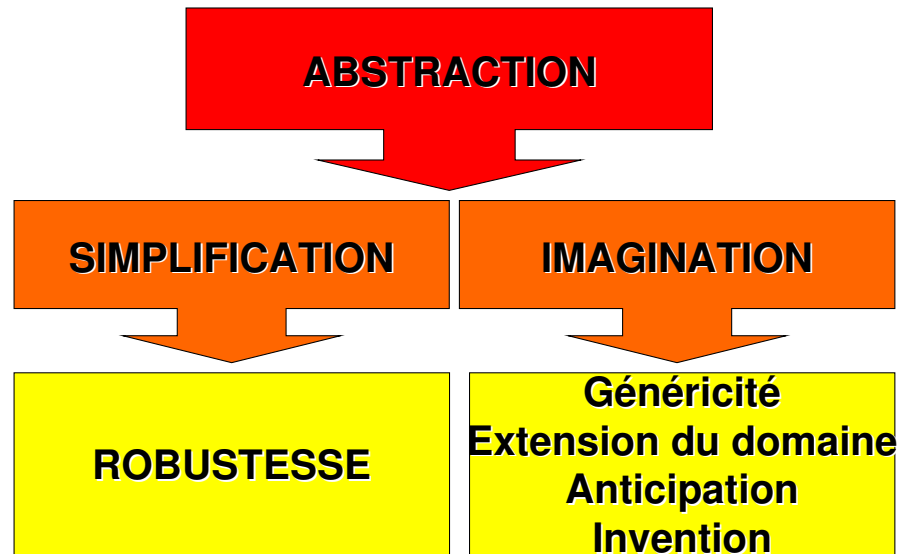 ABSTRACTION
SIMPLIFICATION
IMAGINATION
ROBUSTESSE
Généricité
Extension du domaine
Anticipation
Invention